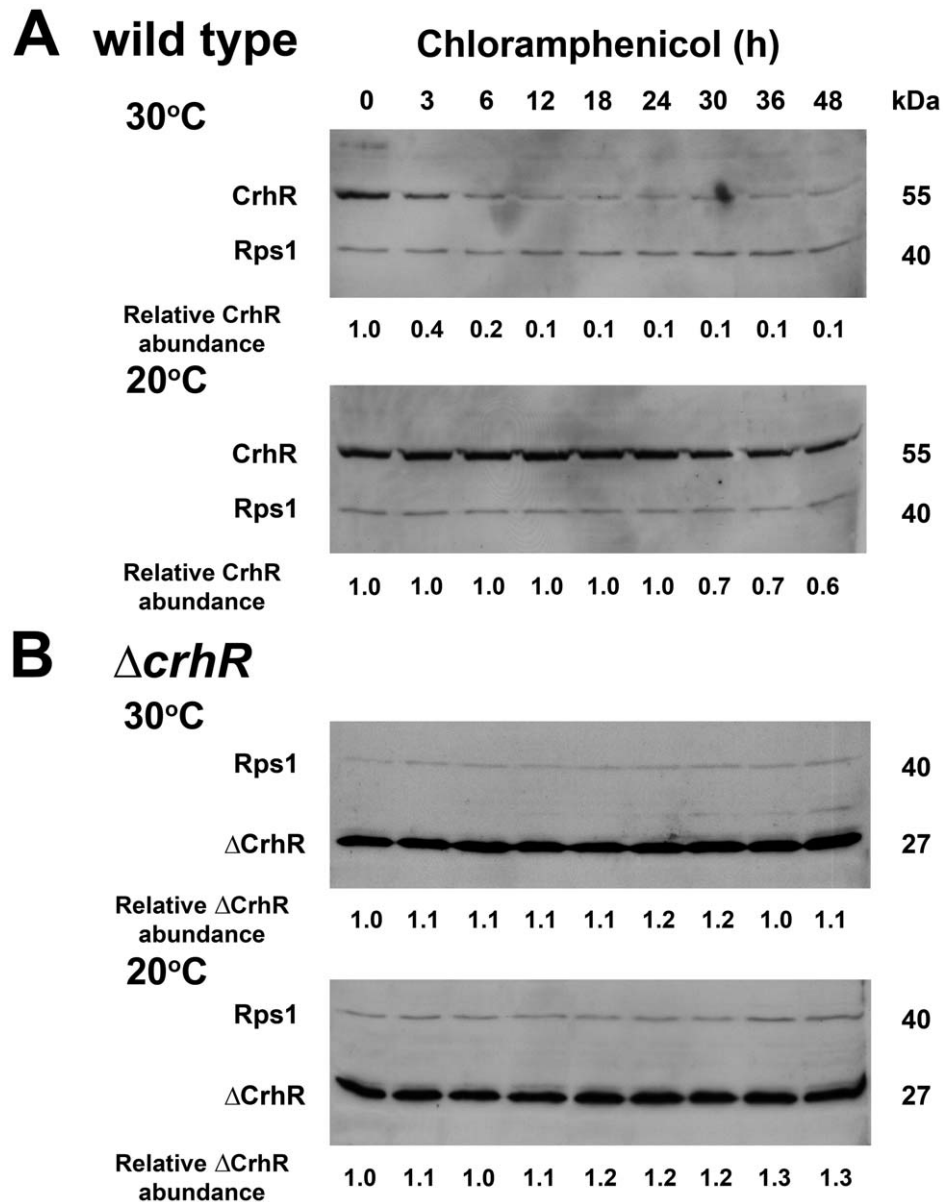 A wild type Chloramphenicol (h)
0 3 6 12 18 24 30 36 48 kDa
30°C
CrhR 55
Rps1 40
Relative CrhR
abundance
1.0 0.4 0.2 0.1 0.1 0.1 0.1 0.1 0.1
20°C
CrhR 55
Rps1 40
Relative CrhR
abundance
1.0 1.0 1.0 1.0 1.0 1.0 0.7 0.7 0.6
B ΔcrhR
30°C
Rps1 40
ΔCrhR 27
Relative ΔCrhR
abundance
1.0 1.1 1.1 1.1 1.1 1.2 1.2 1.0 1.1
20°C
Rps1 40
ΔCrhR 27
Relative ΔCrhR
abundance
1.0 1.1 1.0 1.1 1.2 1.2 1.2 1.3 1.3